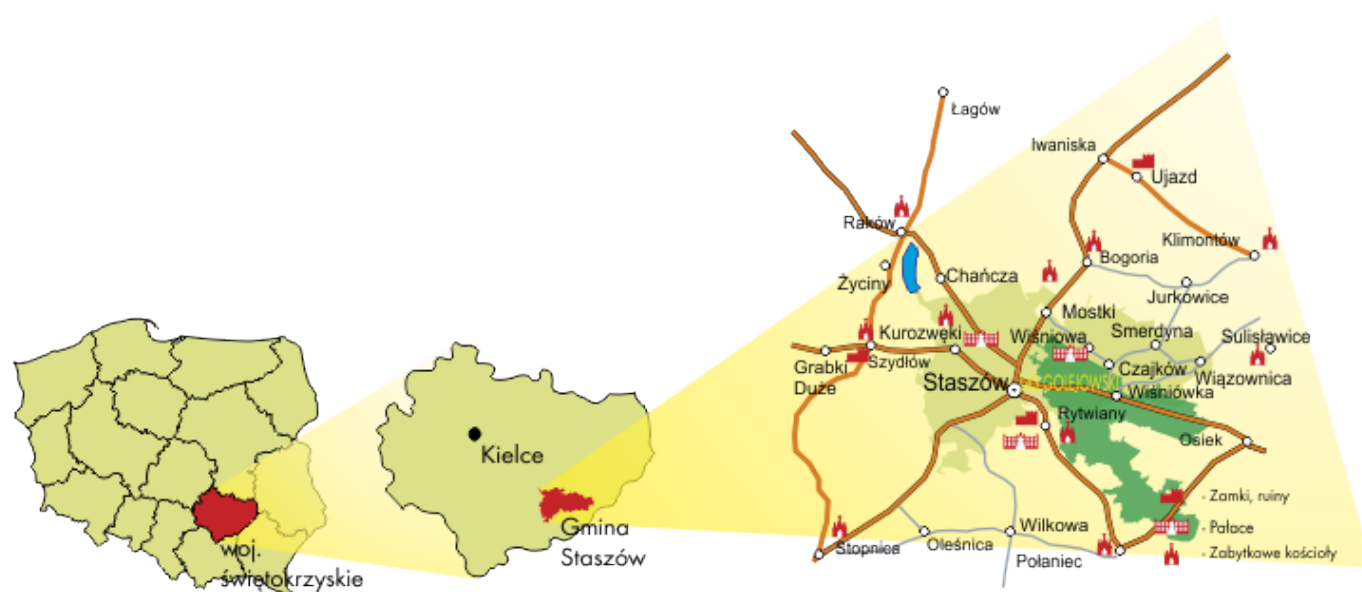 woj.
świętokrzyskie
Kielce
Gmina
Staszów
Łagów
Iwaniska
Ujazd
Raków
Klimontów
Bogoria
Życiny
Chańcza
Jurkowice
Mostki
Kurozwęki
Wiśniowa
Smerdyna
Sulisławice
Grabki
Duże
Szydłów
Czajków
Wiązownica
Staszów
GOLEJOWSKI
Wiśniówka
Rytwiany
Osiek
- Zamki, ruiny
- Pałace
- Zabytkowe kościoły
Stopnica
Oleśnica
Wilkowa
Połaniec